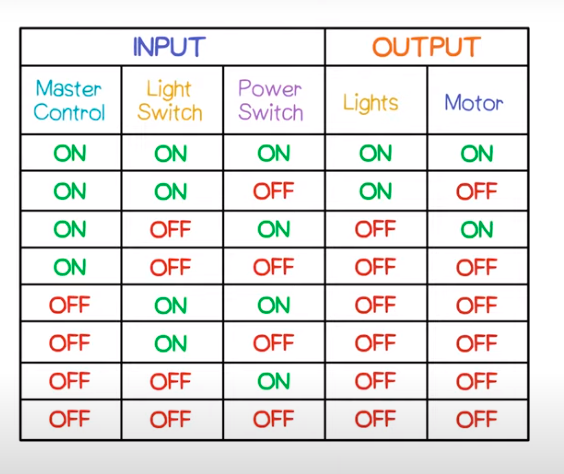 INPUT OUTPUT
Master Control Light Switch Power Switch Lights Motor
ON ON ON ON ON
ON ON OFF ON OFF
ON OFF ON OFF ON
ON OFF OFF OFF OFF
OFF ON ON OFF OFF
OFF ON OFF OFF OFF
OFF OFF ON OFF OFF
OFF OFF OFF OFF OFF